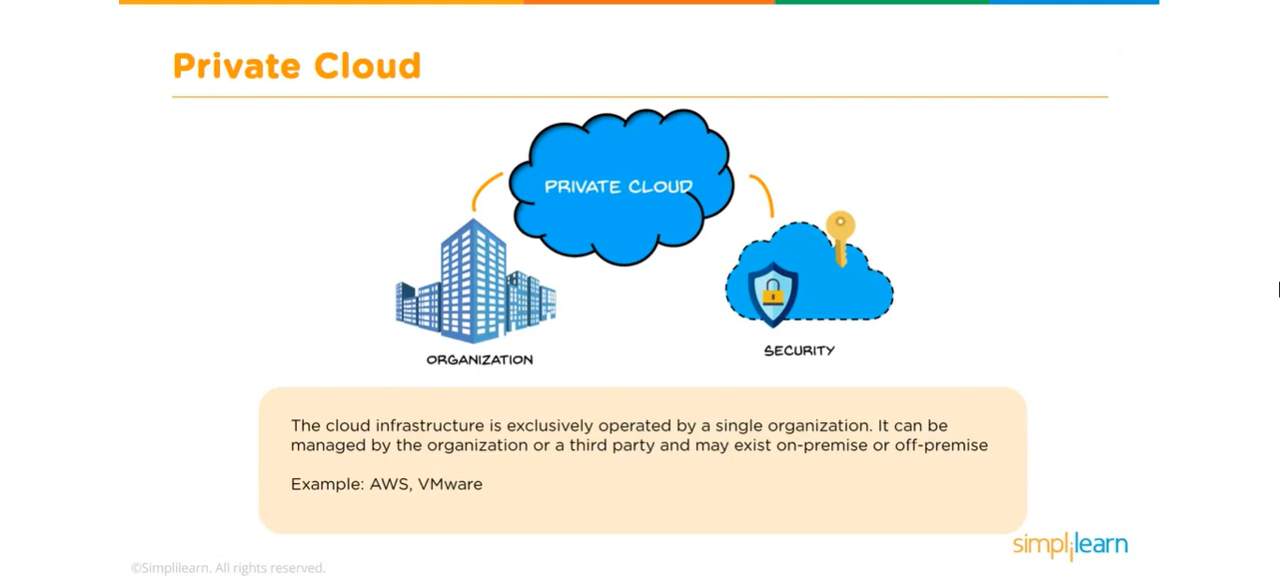 Private Cloud
PRIVATE CLOUD
ORGANIZATION
SECURITY
The cloud infrastructure is exclusively operated by a single organization. It can be
managed by the organization or a third party and may exist on-premise or off-premise
Example: AWS, VMware
simplilearn
©Simplilearn. All rights reserved.